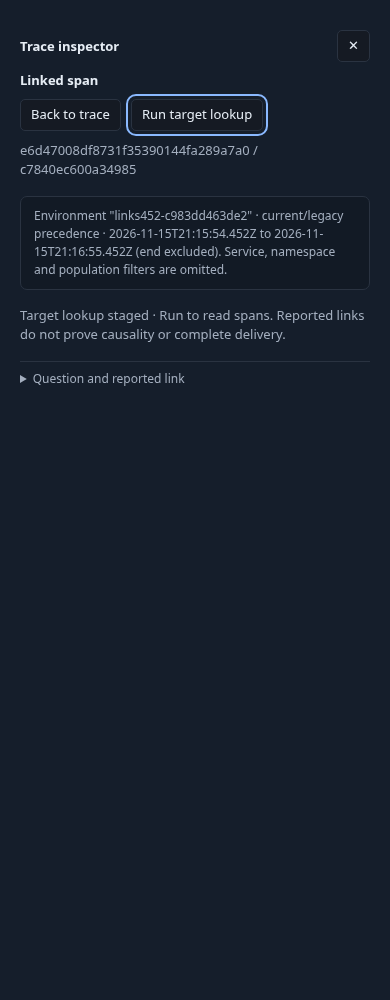 Trace inspector
✕
Linked span
Back to trace
Run target lookup
e6d47008df8731f35390144fa289a7a0 /
c7840ec600a34985
Environment "links452-c983dd463de2" · current/legacy
precedence · 2026-11-15T21:15:54.452Z to 2026-11-
15T21:16:55.452Z (end excluded). Service, namespace
and population filters are omitted.
Target lookup staged · Run to read spans. Reported links
do not prove causality or complete delivery.
▶ Question and reported link